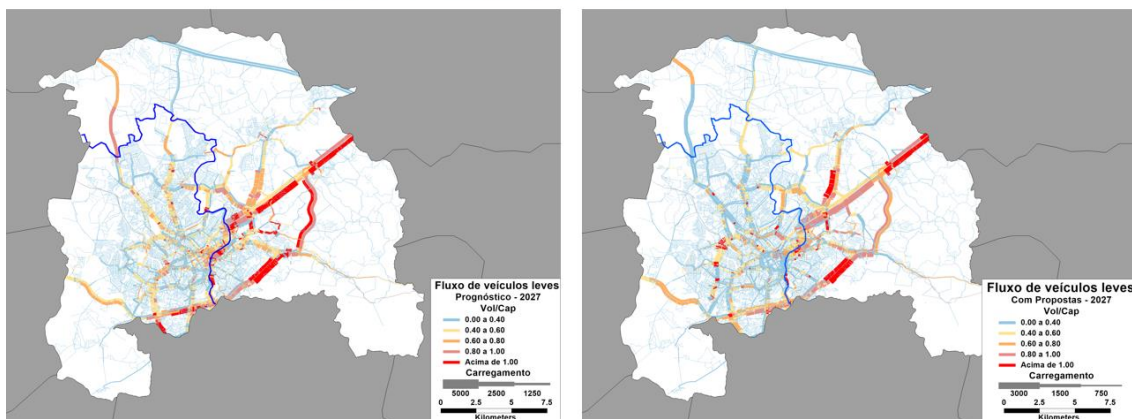 Fluxo de veículos leves
Prognóstico - 2027
Vol/Cap
0.00 a 0.40
0.40 a 0.60
0.60 a 0.80
0.80 a 1.00
Acima de 1.00
Carregamento
5000 2500 1250
0 2.5 5 7.5
Kilometers
Fluxo de veículos leves
Com Propostas - 2027
Vol/Cap
0.00 a 0.40
0.40 a 0.60
0.60 a 0.80
0.80 a 1.00
Acima de 1.00
Carregamento
3000 1500 750
0 2.5 5 7.5
Kilometers